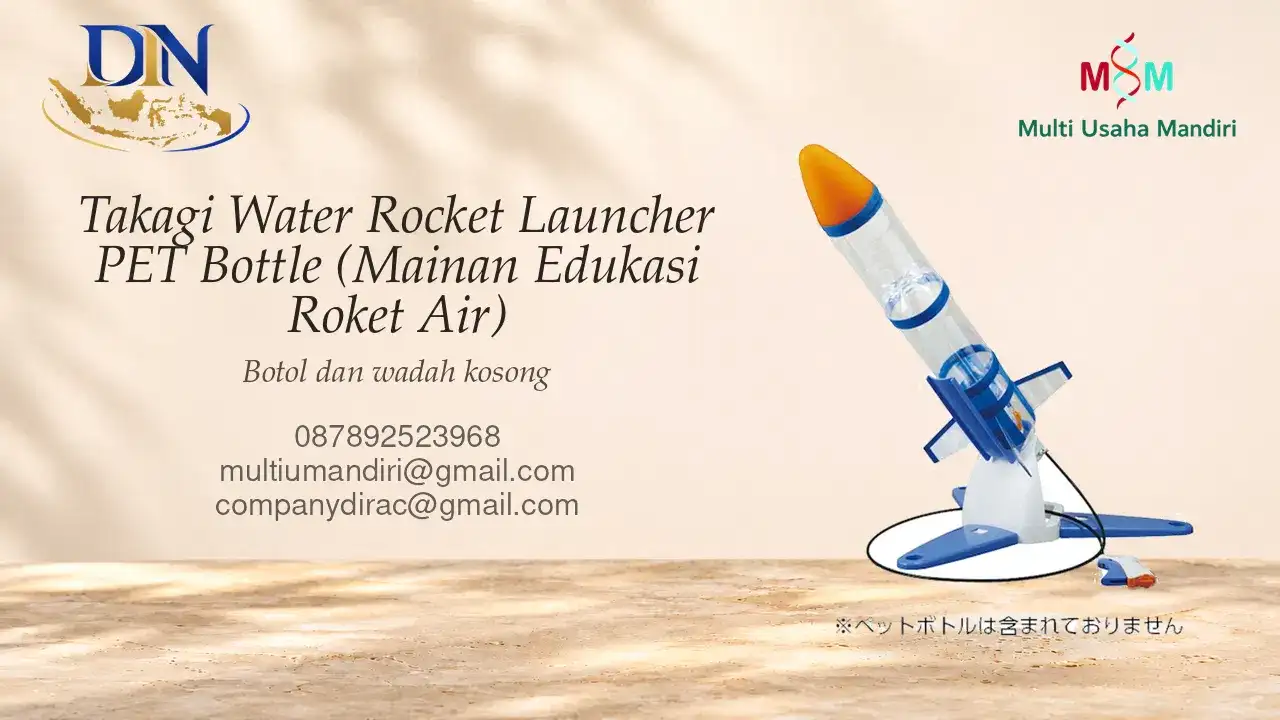 DIN
M M
Multi Usaha Mandiri
Takagi Water Rocket Launcher
PET Bottle (Mainan Edukasi
Roket Air)
Botol dan wadah kosong
087892523968
multiumandiri@gmail.com
companydirac@gmail.com
※ペットボトルは含まれておりません